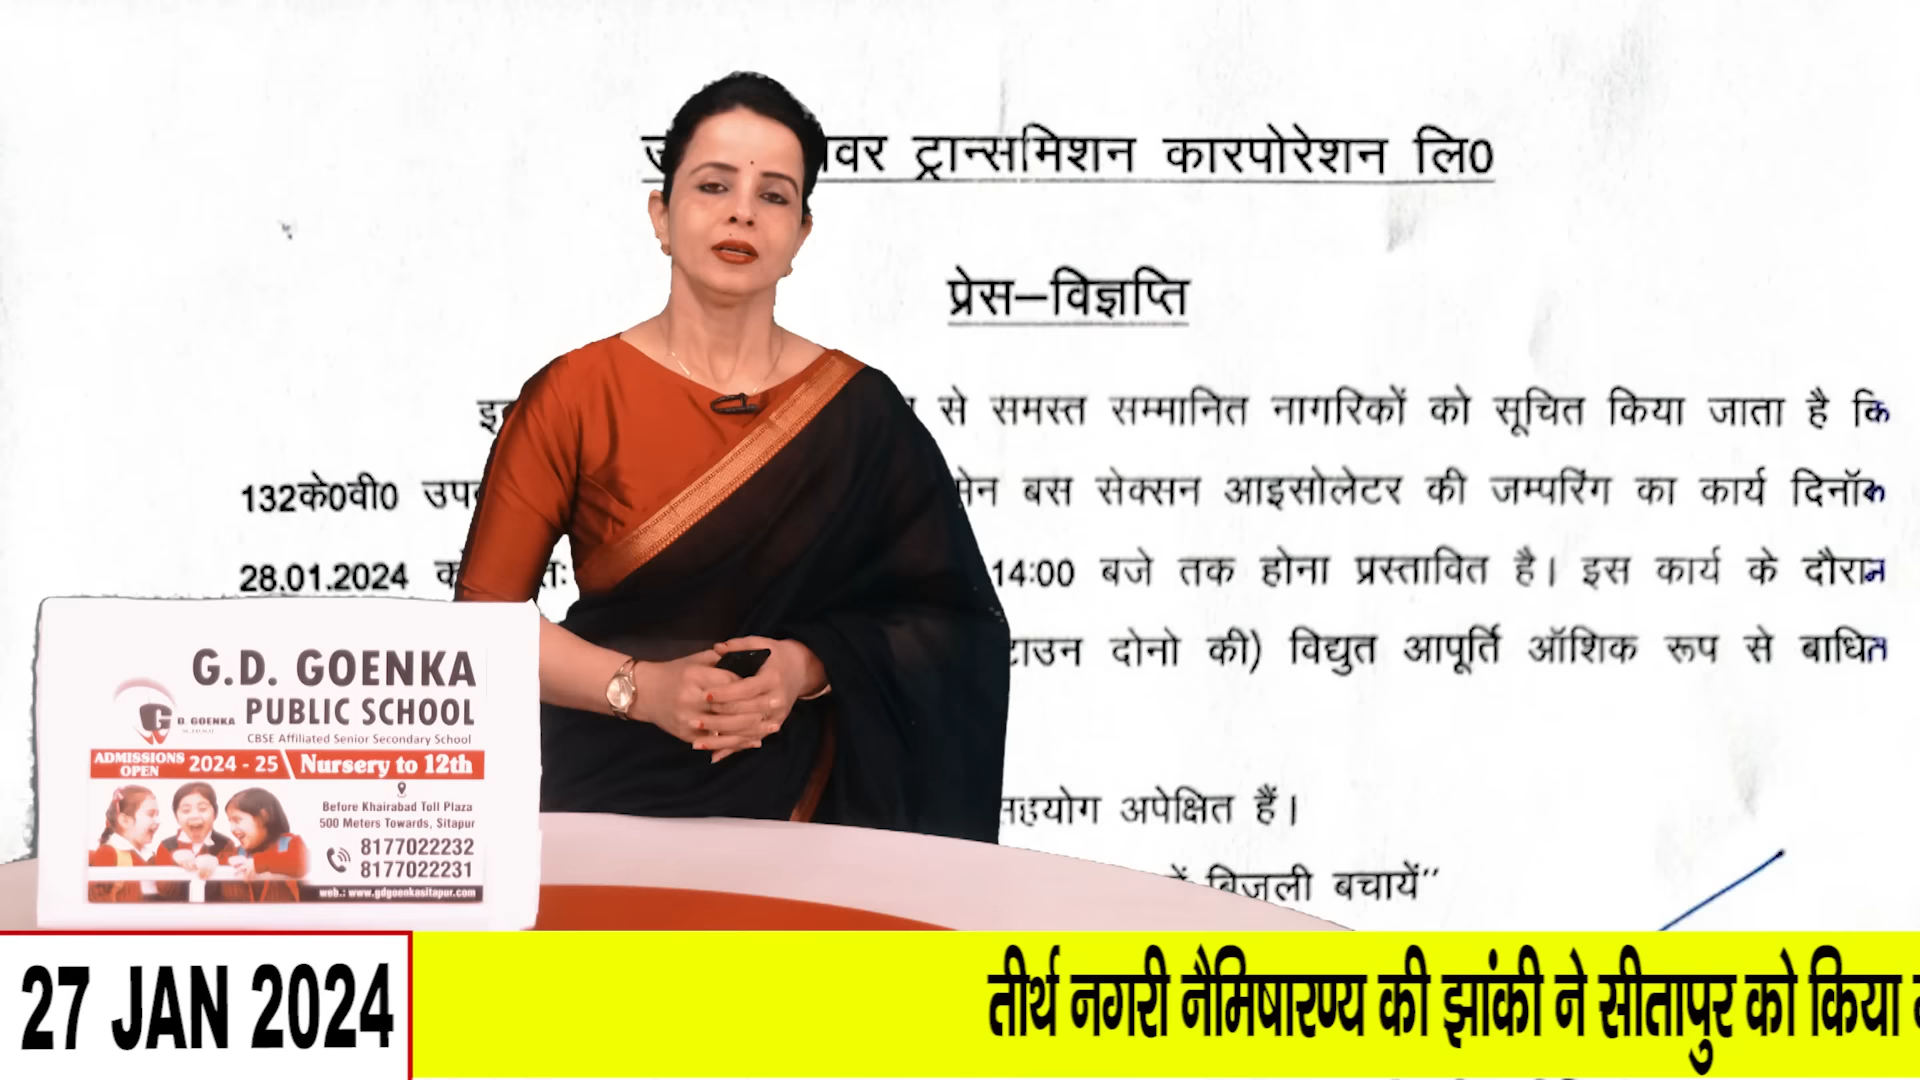 ट्रान्समिशन कारपोरेशन लि0
प्रेस–विज्ञप्ति
से समस्त सम्मानित नागरिकों को सूचित किया जाता है कि
132के0वी0 बस सेक्सन आइसोलेटर की जम्परिंग का कार्य दिनॉक
28.01.2024 14:00 बजे तक होना प्रस्तावित है। इस कार्य के दौरान
दोनो की) विद्युत आपूर्ति ऑशिक रूप से बाधित
सहयोग अपेक्षित हैं।
में बिजली बचायें"
G.D. GOENKA
PUBLIC SCHOOL
G D. GOENKA
CBSE Affiliated Senior Secondary School
ADMISSIONS OPEN 2024 - 25 Nursery to 12th
Before Khairabad Toll Plaza
500 Meters Towards, Sitapur
8177022232
8177022231
web.: www.gdgoenkasitapur.com
27 JAN 2024
तीर्थ नगरी नैमिषारण्य की झांकी ने सीतापुर को किया